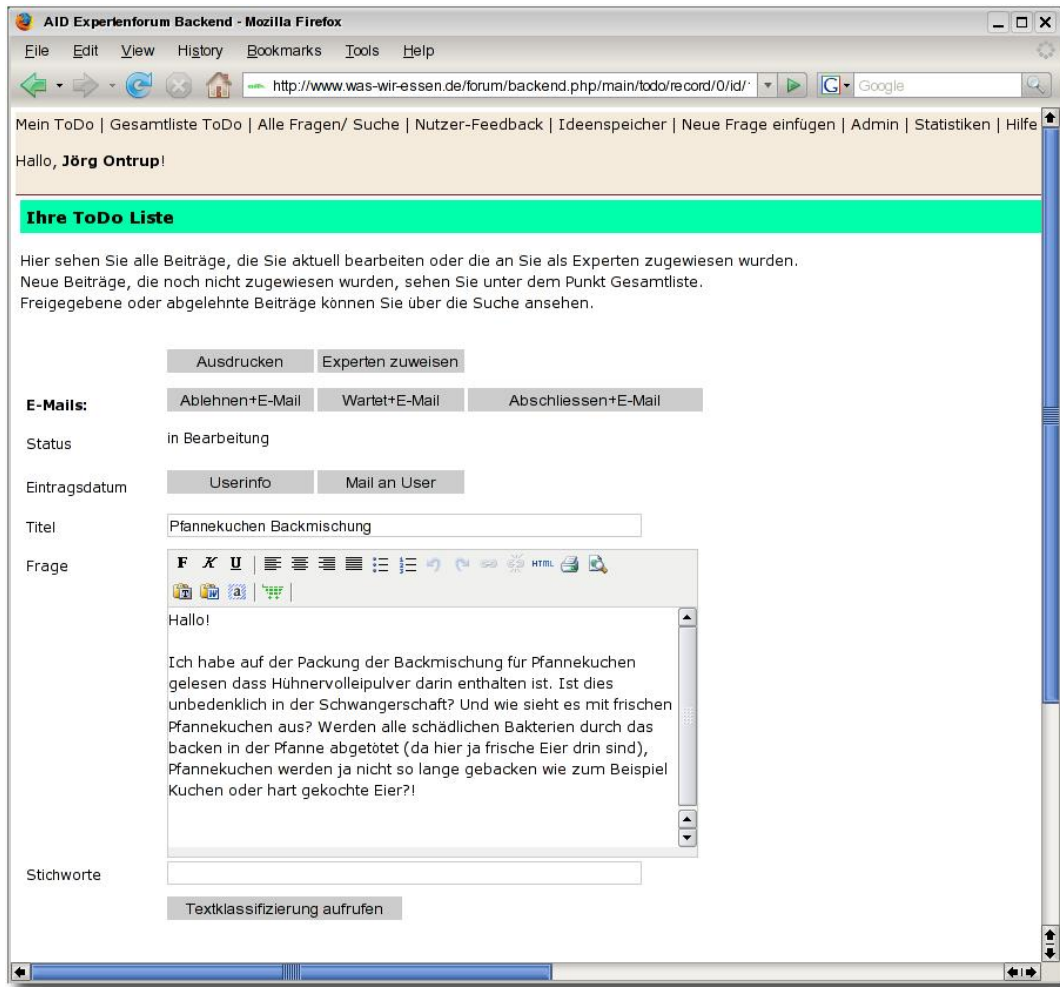 AID Expertenforum Backend - Mozilla Firefox
File Edit View History Bookmarks Tools Help
http://www.was-wir-essen.de/forum/backend.php/main/todo/record/0/id/ G Google
Mein ToDo | Gesamtliste ToDo | Alle Fragen/ Suche | Nutzer-Feedback | Ideenspeicher | Neue Frage einfügen | Admin | Statistiken | Hilfe
Hallo, Jörg Ontrup!
Ihre ToDo Liste
Hier sehen Sie alle Beiträge, die Sie aktuell bearbeiten oder die an Sie als Experten zugewiesen wurden.
Neue Beiträge, die noch nicht zugewiesen wurden, sehen Sie unter dem Punkt Gesamtliste.
Freigegebene oder abgelehnte Beiträge können Sie über die Suche ansehen.
Ausdrucken Experten zuweisen
E-Mails: Ablehnen+E-Mail Wartet+E-Mail Abschliessen+E-Mail
Status in Bearbeitung
Eintragsdatum Userinfo Mail an User
Titel Pfannekuchen Backmischung
Frage F K U HTML
T W a
Hallo!
Ich habe auf der Packung der Backmischung für Pfannekuchen
gelesen dass Hühnervolleipulver darin enthalten ist. Ist dies
unbedenklich in der Schwangerschaft? Und wie sieht es mit frischen
Pfannekuchen aus? Werden alle schädlichen Bakterien durch das
backen in der Pfanne abgetötet (da hier ja frische Eier drin sind),
Pfannekuchen werden ja nicht so lange gebacken wie zum Beispiel
Kuchen oder hart gekochte Eier?!
Stichworte
Textklassifizierung aufrufen